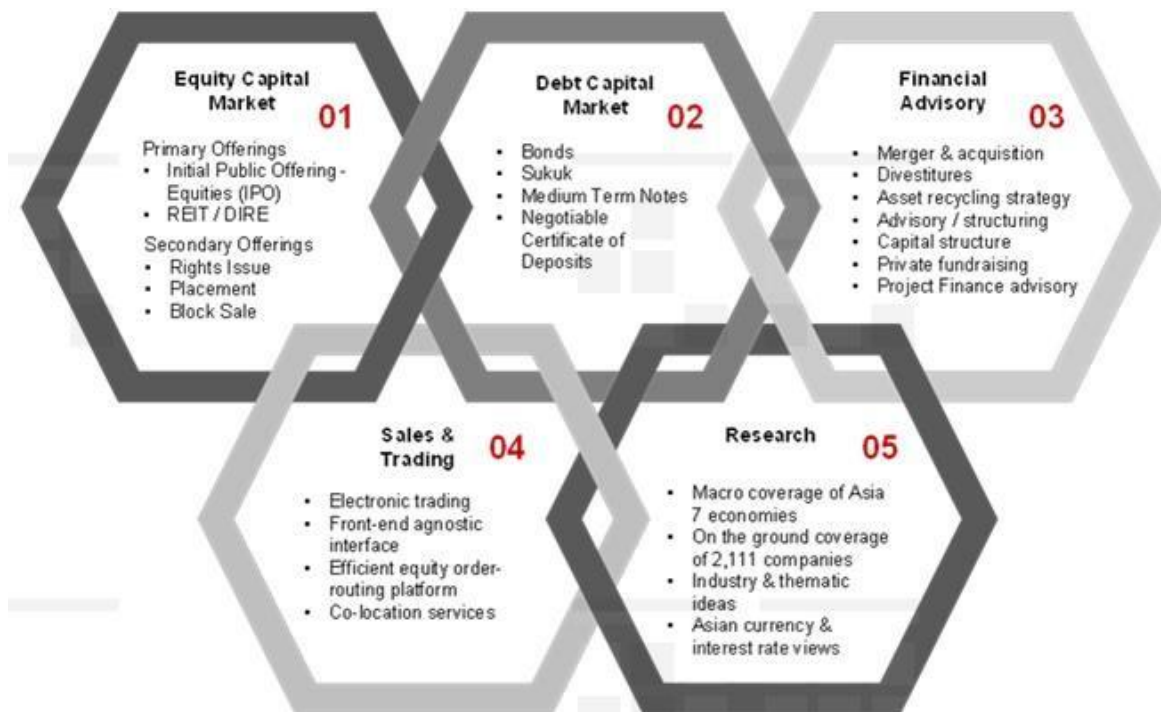 Equity Capital
Market
01
Primary Offerings
• Initial Public Offering -
Equities (IPO)
• REIT / DIRE
Secondary Offerings
• Rights Issue
• Placement
• Block Sale
Debt Capital
Market
02
• Bonds
• Sukuk
• Medium Term Notes
• Negotiable
Certificate of
Deposits
Financial
Advisory
03
• Merger & acquisition
• Divestitures
• Asset recycling strategy
• Advisory / structuring
• Capital structure
• Private fundraising
• Project Finance advisory
Sales &
Trading
04
• Electronic trading
• Front-end agnostic
interface
• Efficient equity order-
routing platform
• Co-location services
Research
05
• Macro coverage of Asia
7 economies
• On the ground coverage
of 2,111 companies
• Industry & thematic
ideas
• Asian currency &
interest rate views